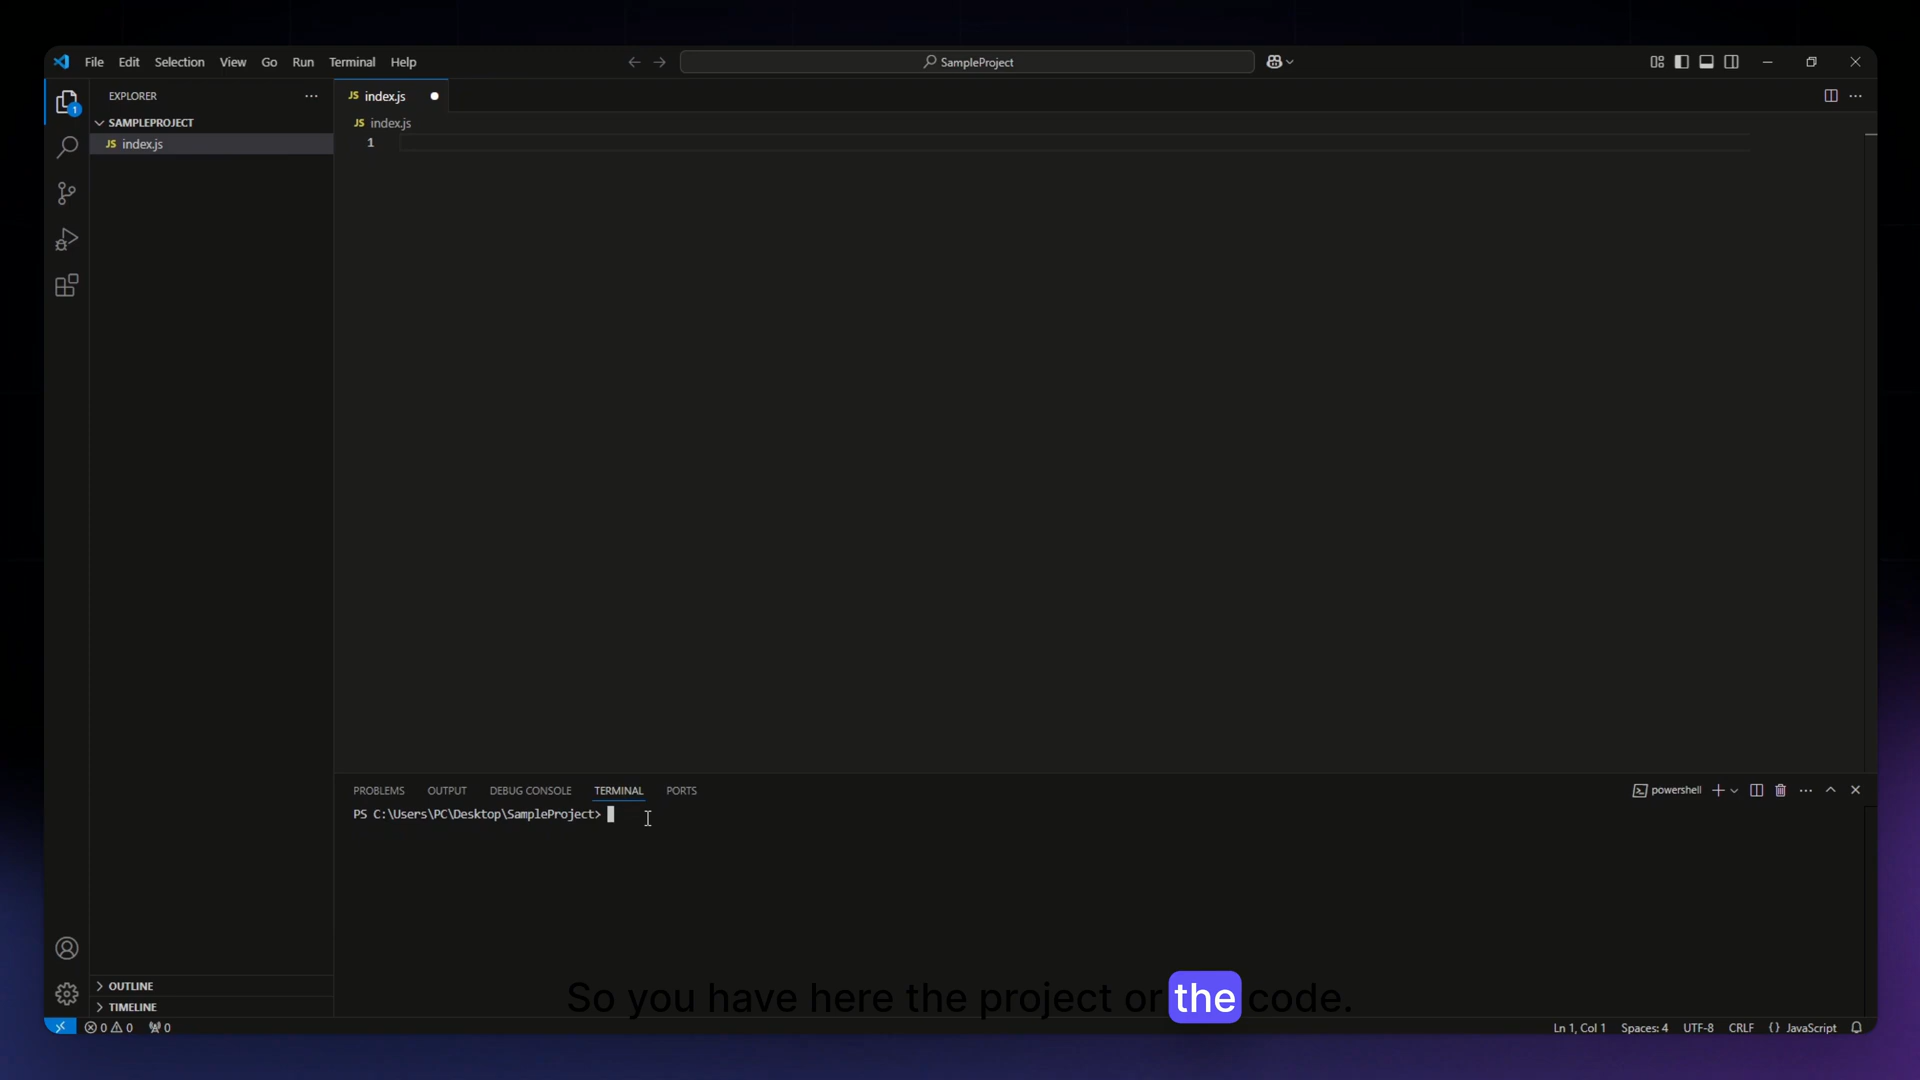 File Edit Selection View Go Run Terminal Help
SampleProject
EXPLORER
SAMPLEPROJECT
JS index.js
1
JS index.js
JS index.js
1
PROBLEMS OUTPUT DEBUG CONSOLE TERMINAL PORTS
powershell
PS C:\Users\PC\Desktop\SampleProject>
OUTLINE
TIMELINE
So you have here the project or the code.
0 0 0
Ln 1, Col 1 Spaces: 4 UTF-8 CRLF {} JavaScript